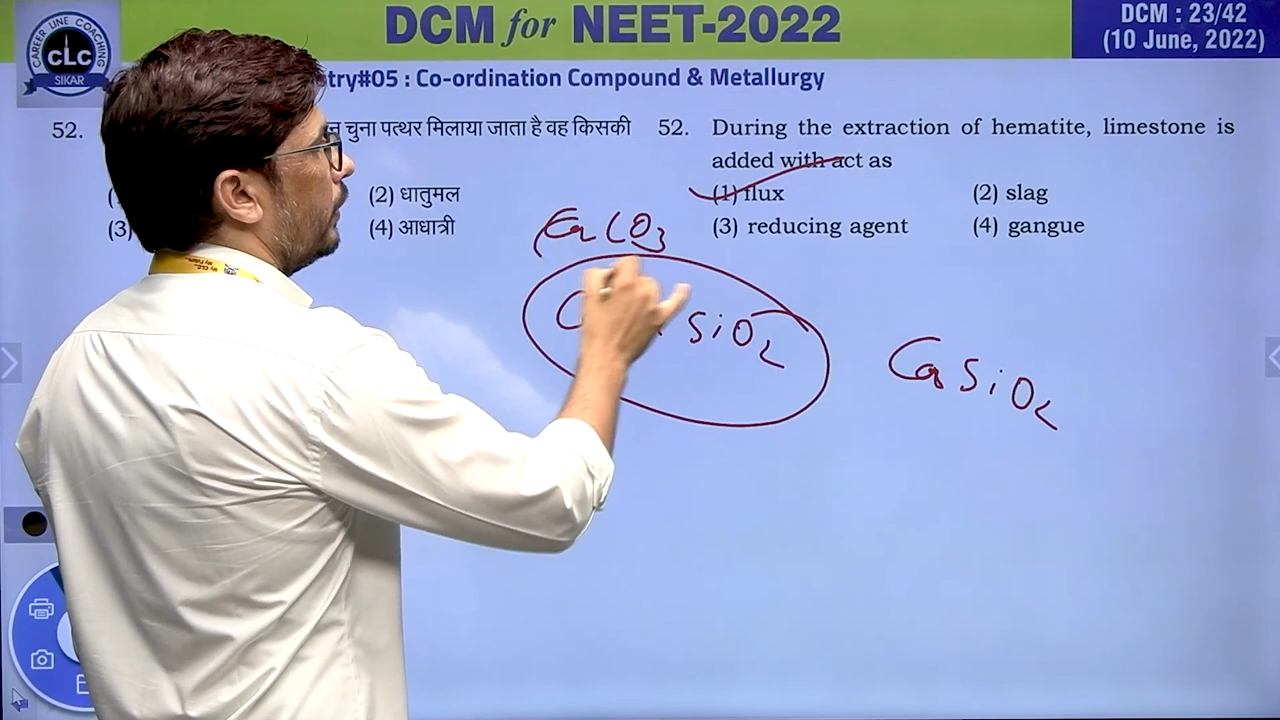 DCM for NEET-2022
DCM : 23/42
(10 June, 2022)
CAREER LINE COACHING
CLC
SIKAR
try#05 : Co-ordination Compound & Metallurgy
52.
चुना पत्थर मिलाया जाता है वह किसकी
(2) धातुमल
(3)
(4) आधात्री
52. During the extraction of hematite, limestone is
added with act as
(1) flux
(2) slag
(3) reducing agent
(4) gangue
SiO2
CaSiO2